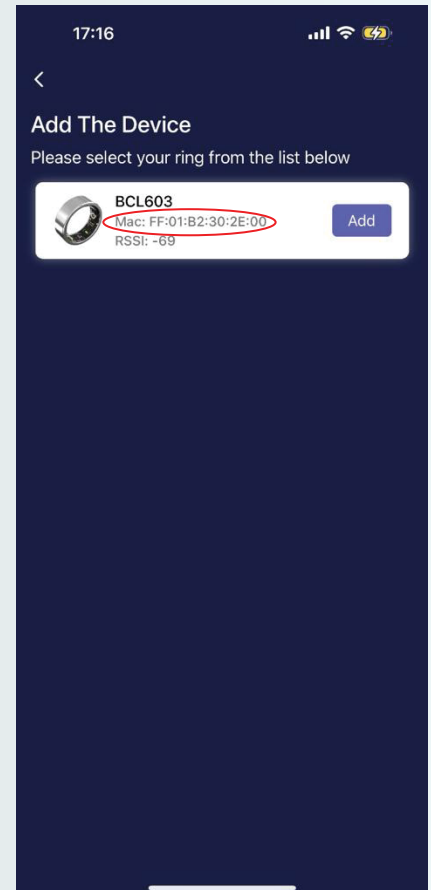 17:16
Add The Device
Please select your ring from the list below
BCL603
Mac: FF:01:B2:30:2E:00
Add
RSSI: -69